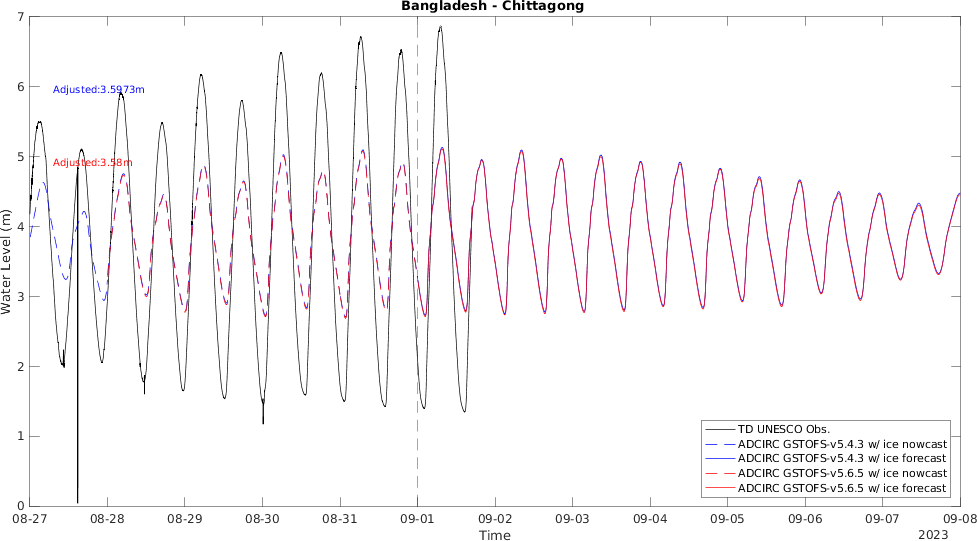 Bangladesh - Chittagong
7
6
5
4
3
2
1
0
Water Level (m)
Adjusted:3.5973m
Adjusted:3.58m
TD UNESCO Obs.
ADCIRC GSTOFS-v5.4.3 w/ ice nowcast
ADCIRC GSTOFS-v5.4.3 w/ ice forecast
ADCIRC GSTOFS-v5.6.5 w/ ice nowcast
ADCIRC GSTOFS-v5.6.5 w/ ice forecast
08-27 08-28 08-29 08-30 08-31 09-01 09-02 09-03 09-04 09-05 09-06 09-07 09-08
Time
2023